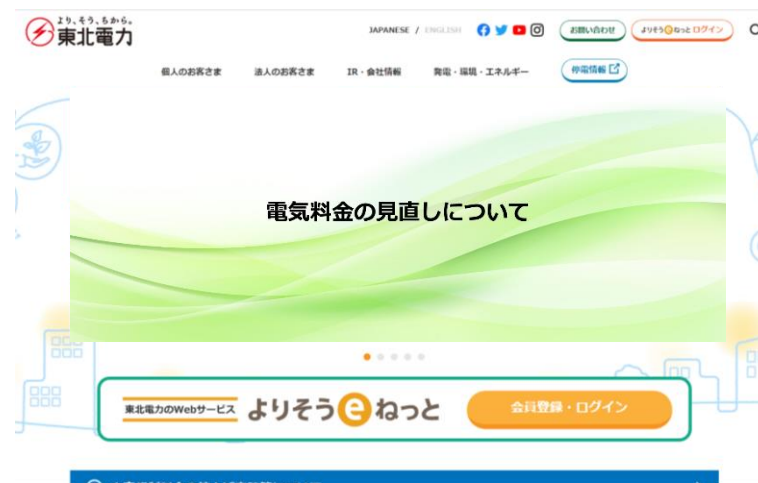 より、そう、ちから。
東北電力
JAPANESE / ENGLISH
お問い合わせ
よりそうeねっと ログイン
個人のお客さま
法人のお客さま
IR・会社情報
発電・環境・エネルギー
停電情報
電気料金の見直しについて
東北電力のWebサービス
よりそうeねっと
会員登録・ログイン